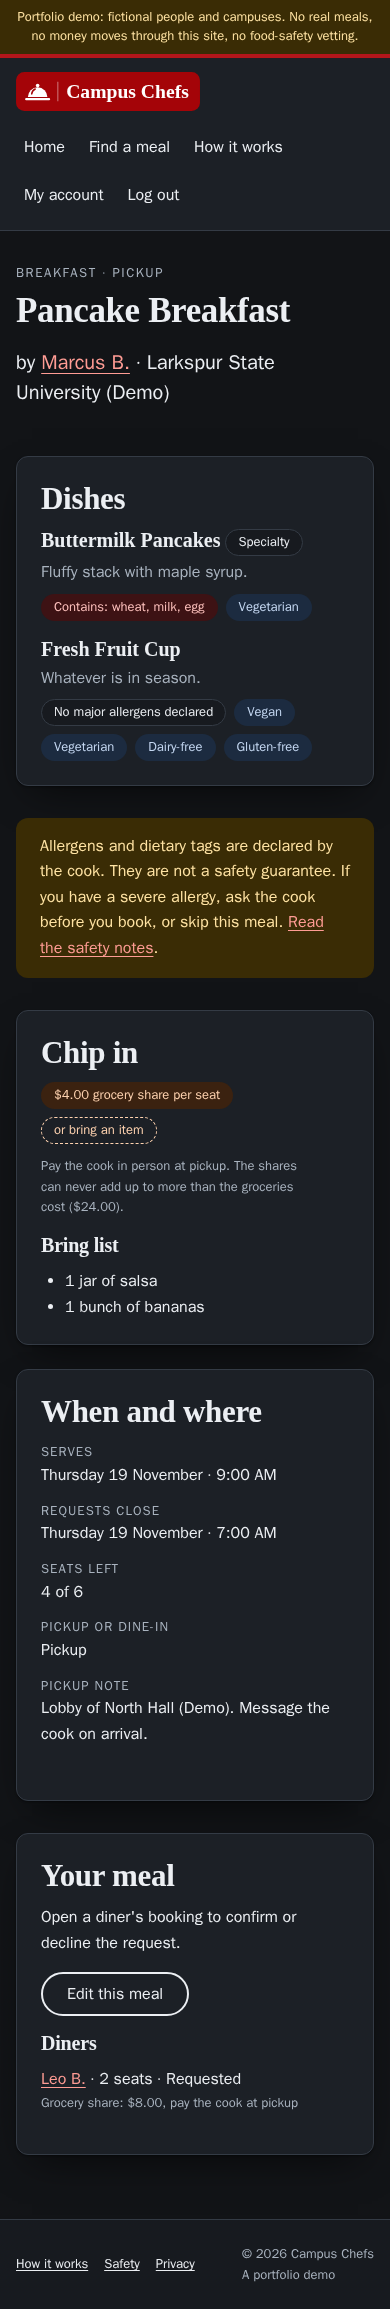 Portfolio demo: fictional people and campuses. No real meals,
no money moves through this site, no food-safety vetting.
Campus Chefs
Home Find a meal How it works
My account Log out
BREAKFAST · PICKUP
Pancake Breakfast
by Marcus B. · Larkspur State
University (Demo)
Dishes
Buttermilk Pancakes Specialty
Fluffy stack with maple syrup.
Contains: wheat, milk, egg Vegetarian
Fresh Fruit Cup
Whatever is in season.
No major allergens declared Vegan
Vegetarian Dairy-free Gluten-free
Allergens and dietary tags are declared by
the cook. They are not a safety guarantee. If
you have a severe allergy, ask the cook
before you book, or skip this meal. Read
the safety notes.
Chip in
$4.00 grocery share per seat
or bring an item
Pay the cook in person at pickup. The shares
can never add up to more than the groceries
cost ($24.00).
Bring list
• 1 jar of salsa
• 1 bunch of bananas
When and where
SERVES
Thursday 19 November · 9:00 AM
REQUESTS CLOSE
Thursday 19 November · 7:00 AM
SEATS LEFT
4 of 6
PICKUP OR DINE-IN
Pickup
PICKUP NOTE
Lobby of North Hall (Demo). Message the
cook on arrival.
Your meal
Open a diner's booking to confirm or
decline the request.
Edit this meal
Diners
Leo B. · 2 seats · Requested
Grocery share: $8.00, pay the cook at pickup
How it works Safety Privacy
© 2026 Campus Chefs
A portfolio demo